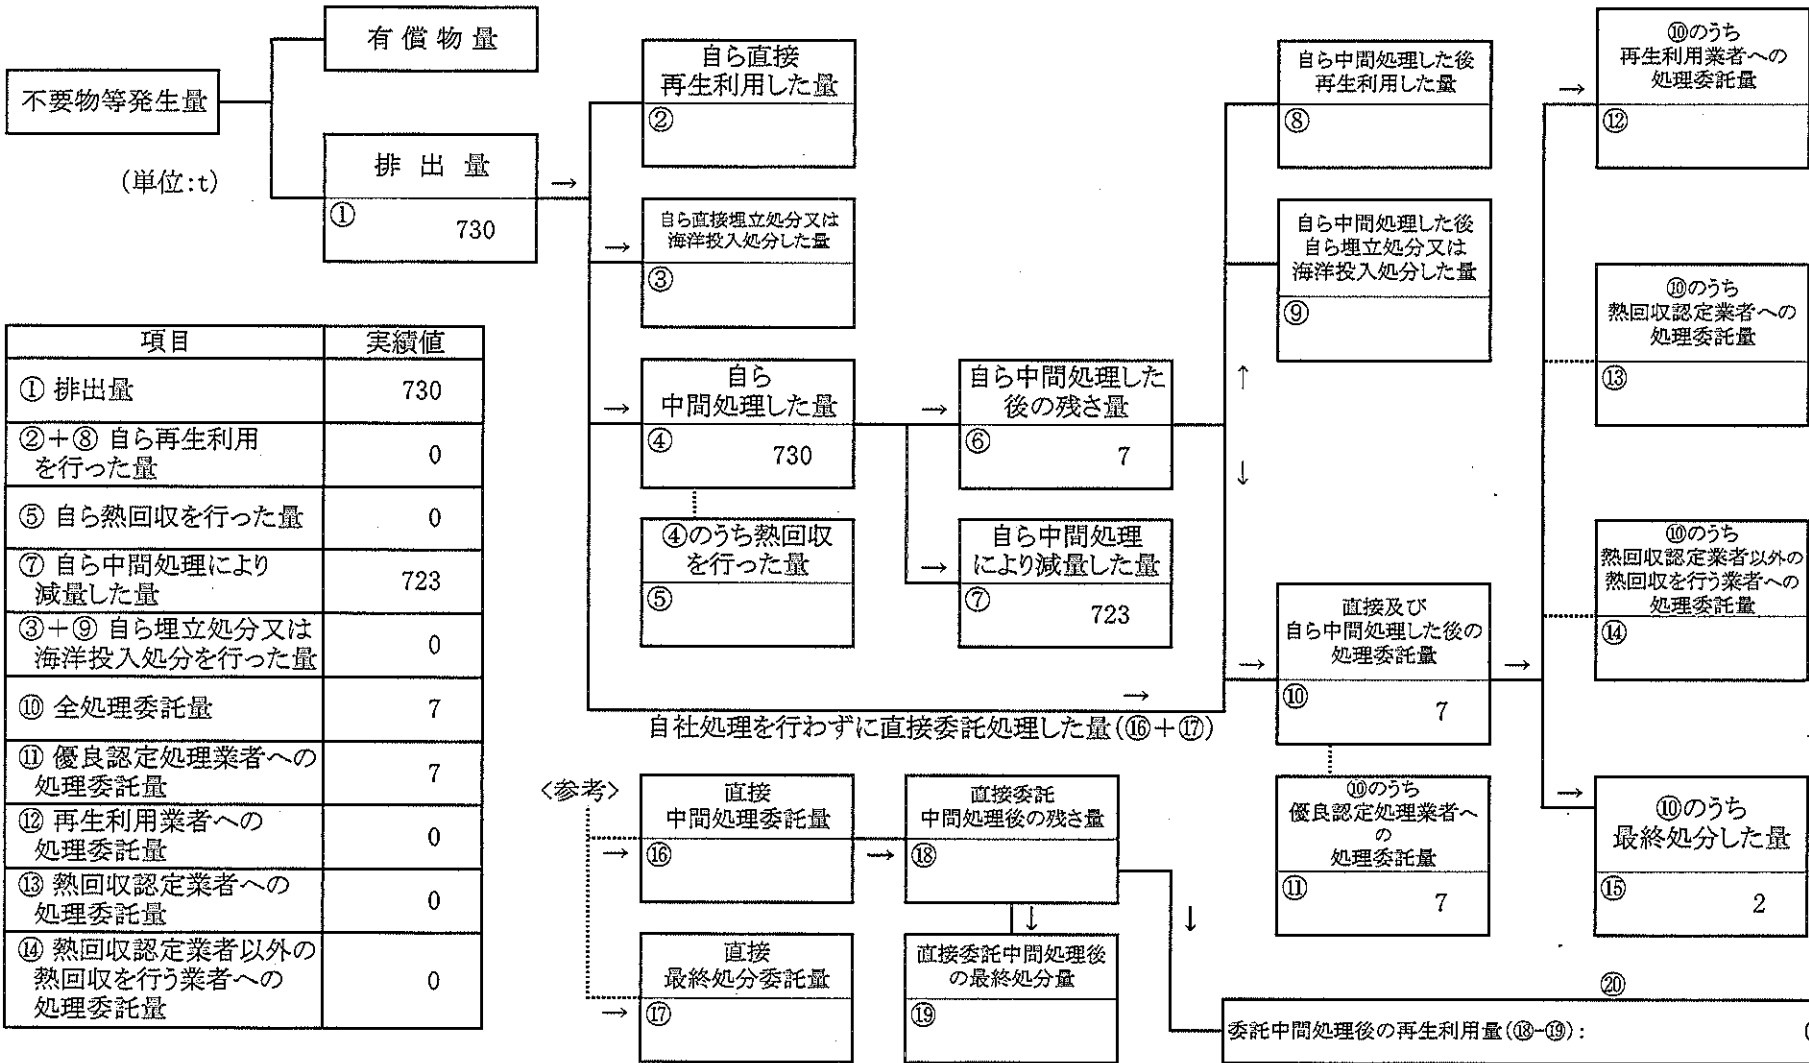 不要物等発生量
(単位:t)
有償物量
排出量
① 730
→
自ら直接
再生利用した量
②
→
自ら直接埋立処分又は
海洋投入処分した量
③
→
自ら
中間処理した量
④ 730
④のうち熱回収
を行った量
⑤
→
自ら中間処理した
後の残さ量
⑥ 7
→
自ら中間処理
により減量した量
⑦ 723
↑
↓
自ら中間処理した後
再生利用した量
⑧
自ら中間処理した後
自ら埋立処分又は
海洋投入処分した量
⑨
→
自社処理を行わずに直接委託処理した量(⑯+⑰)
→
直接及び
自ら中間処理した後の
処理委託量
⑩ 7
⑩のうち
優良認定処理業者へ
の
処理委託量
⑪ 7
→
→
⑩のうち
再生利用業者への
処理委託量
⑫
⑩のうち
熱回収認定業者への
処理委託量
⑬
⑩のうち
熱回収認定業者以外の
熱回収を行う業者への
処理委託量
⑭
→
⑩のうち
最終処分した量
⑮ 2
項目 実績値
① 排出量 730
②+⑧ 自ら再生利用
を行った量 0
⑤ 自ら熱回収を行った量 0
⑦ 自ら中間処理により
減量した量 723
③+⑨ 自ら埋立処分又は
海洋投入処分を行った量 0
⑩ 全処理委託量 7
⑪ 優良認定処理業者への
処理委託量 7
⑫ 再生利用業者への
処理委託量 0
⑬ 熱回収認定業者への
処理委託量 0
⑭ 熱回収認定業者以外の
熱回収を行う業者への
処理委託量 0
<参考>
→
直接
中間処理委託量
⑯
→
直接
最終処分委託量
⑰
→
直接委託
中間処理後の残さ量
⑱
↓
直接委託中間処理後
の最終処分量
⑲
↓
⑳
委託中間処理後の再生利用量(⑱-⑲):